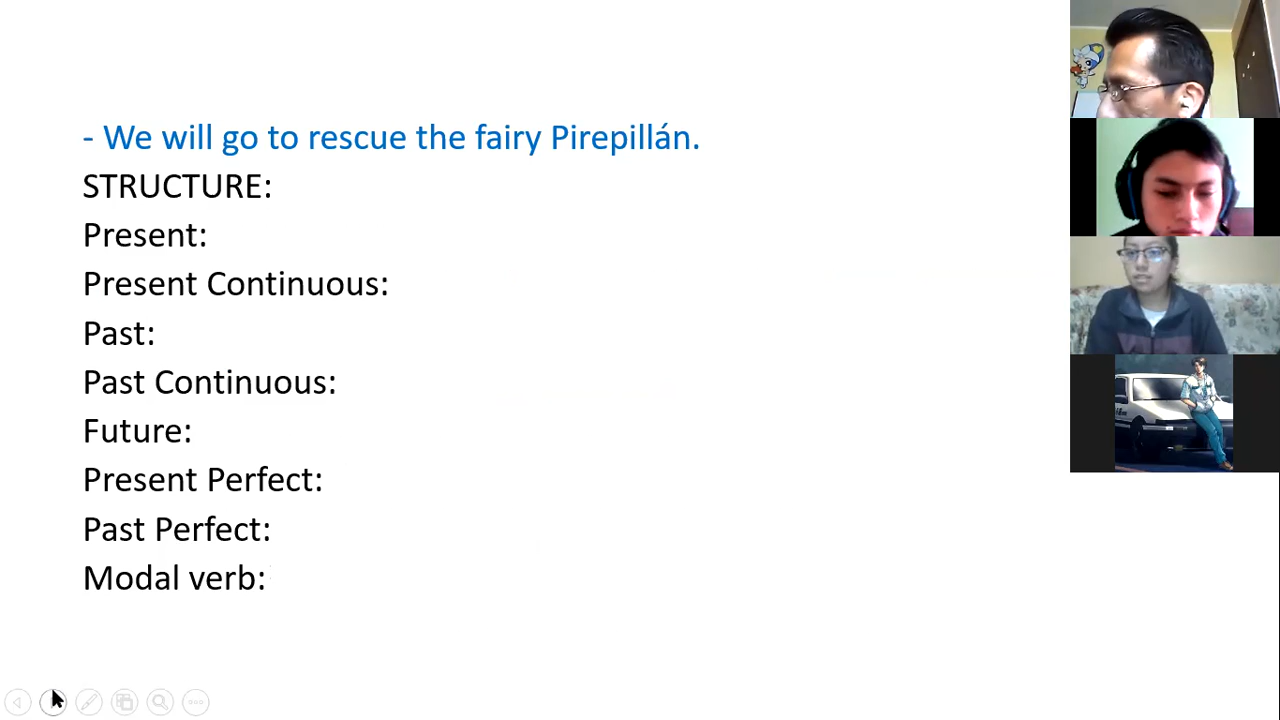 - We will go to rescue the fairy Pirepillán.
STRUCTURE:
Present:
Present Continuous:
Past:
Past Continuous:
Future:
Present Perfect:
Past Perfect:
Modal verb: